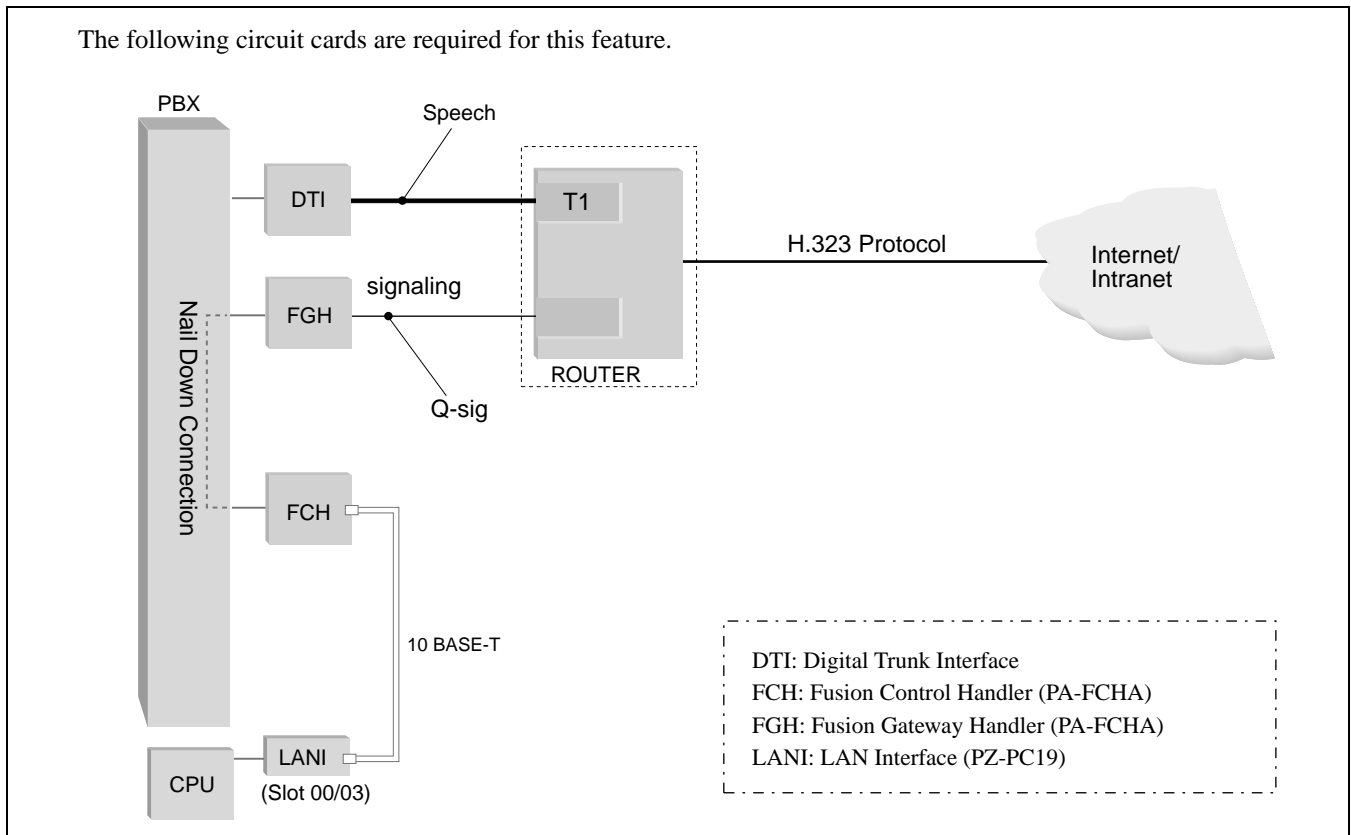 The following circuit cards are required for this feature.
PBX
Speech
DTI
T1
H.323 Protocol
Internet/
Intranet
signaling
FGH
Nail Down Connection
ROUTER
Q-sig
FCH
10 BASE-T
DTI: Digital Trunk Interface
FCH: Fusion Control Handler (PA-FCHA)
FGH: Fusion Gateway Handler (PA-FCHA)
LANI: LAN Interface (PZ-PC19)
LANI
CPU
(Slot 00/03)